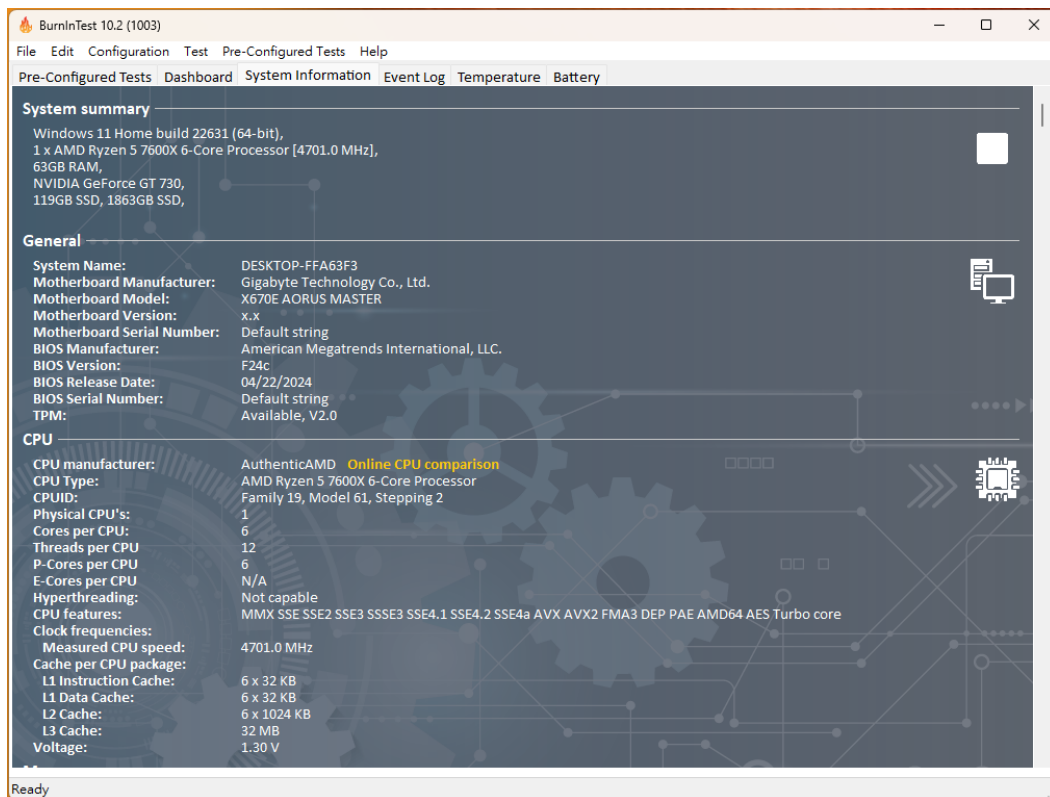 BurnInTest 10.2 (1003)
File Edit Configuration Test Pre-Configured Tests Help
Pre-Configured Tests Dashboard System Information Event Log Temperature Battery
System summary
Windows 11 Home build 22631 (64-bit),
1 x AMD Ryzen 5 7600X 6-Core Processor [4701.0 MHz],
63GB RAM,
NVIDIA GeForce GT 730,
119GB SSD, 1863GB SSD,
General
System Name: DESKTOP-FFA63F3
Motherboard Manufacturer: Gigabyte Technology Co., Ltd.
Motherboard Model: X670E AORUS MASTER
Motherboard Version: x.x
Motherboard Serial Number: Default string
BIOS Manufacturer: American Megatrends International, LLC.
BIOS Version: F24c
BIOS Release Date: 04/22/2024
BIOS Serial Number: Default string
TPM: Available, V2.0
CPU
CPU manufacturer: AuthenticAMD Online CPU comparison
CPU Type: AMD Ryzen 5 7600X 6-Core Processor
CPUID: Family 19, Model 61, Stepping 2
Physical CPU's: 1
Cores per CPU: 6
Threads per CPU 12
P-Cores per CPU 6
E-Cores per CPU N/A
Hyperthreading: Not capable
CPU features: MMX SSE SSE2 SSE3 SSSE3 SSE4.1 SSE4.2 SSE4a AVX AVX2 FMA3 DEP PAE AMD64 AES Turbo core
Clock frequencies:
Measured CPU speed: 4701.0 MHz
Cache per CPU package:
L1 Instruction Cache: 6 x 32 KB
L1 Data Cache: 6 x 32 KB
L2 Cache: 6 x 1024 KB
L3 Cache: 32 MB
Voltage: 1.30 V
Ready